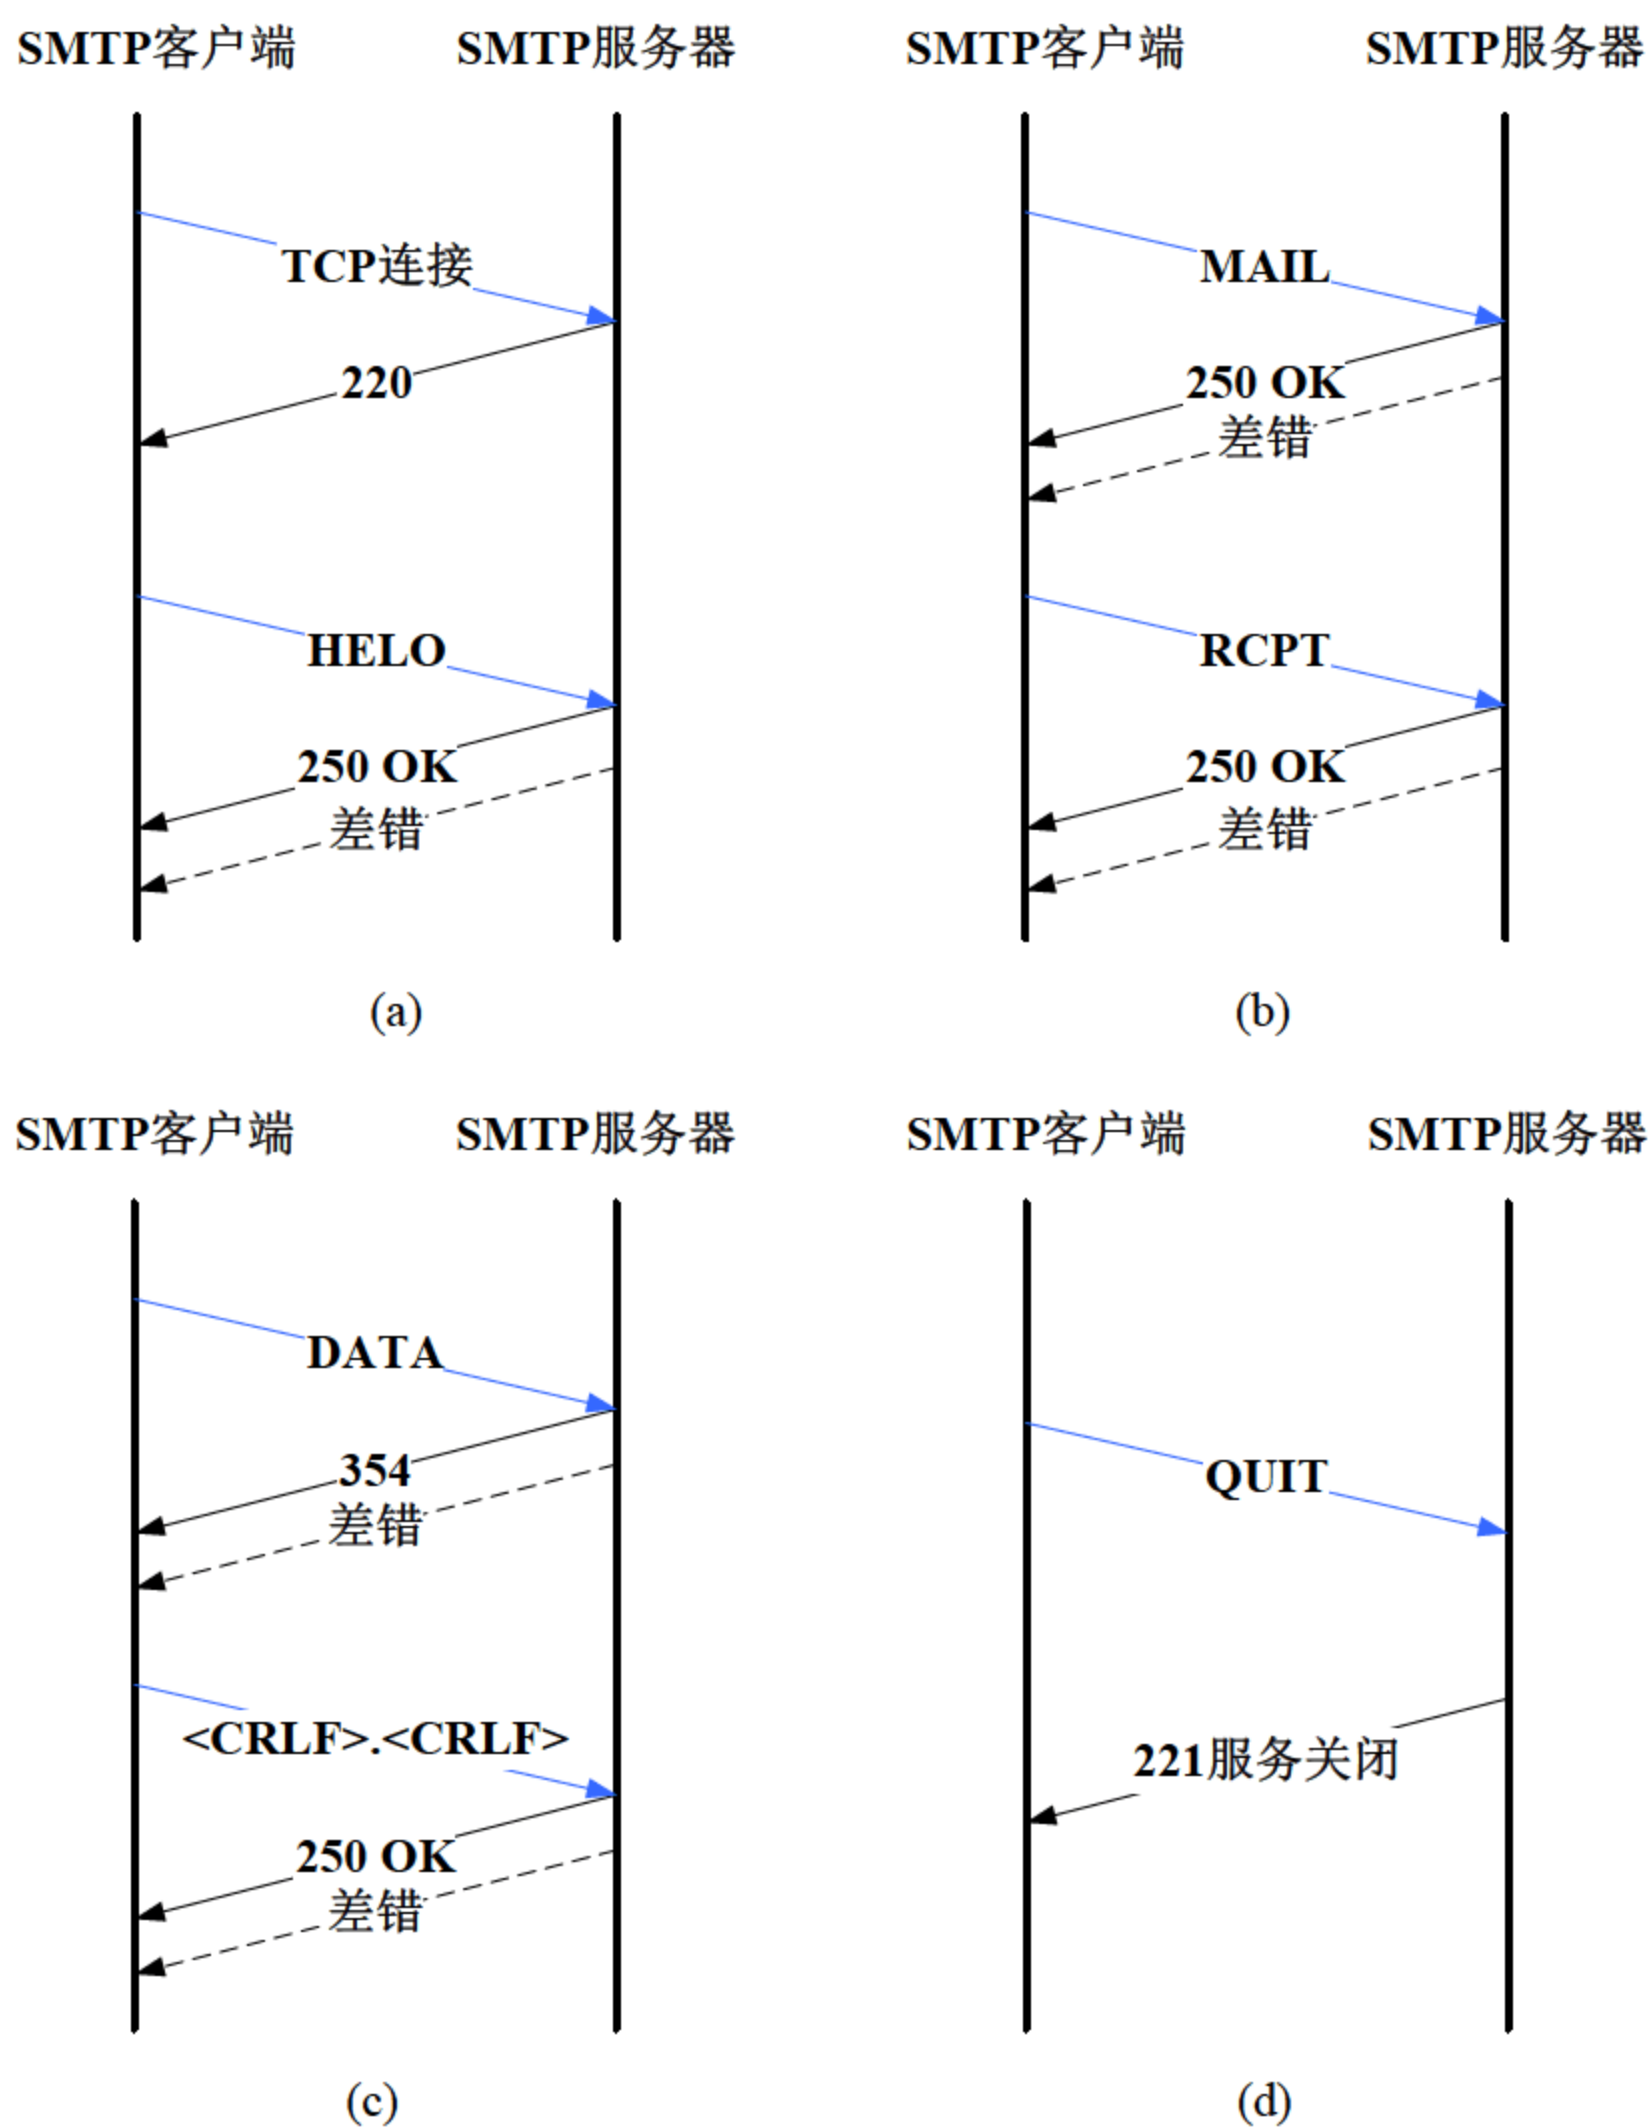 SMTP客户端 SMTP服务器
TCP连接
220
HELO
250 OK
差错
(a)
SMTP客户端 SMTP服务器
MAIL
250 OK
差错
RCPT
250 OK
差错
(b)
SMTP客户端 SMTP服务器
DATA
354
差错
<CRLF>.<CRLF>
250 OK
差错
(c)
SMTP客户端 SMTP服务器
QUIT
221服务关闭
(d)